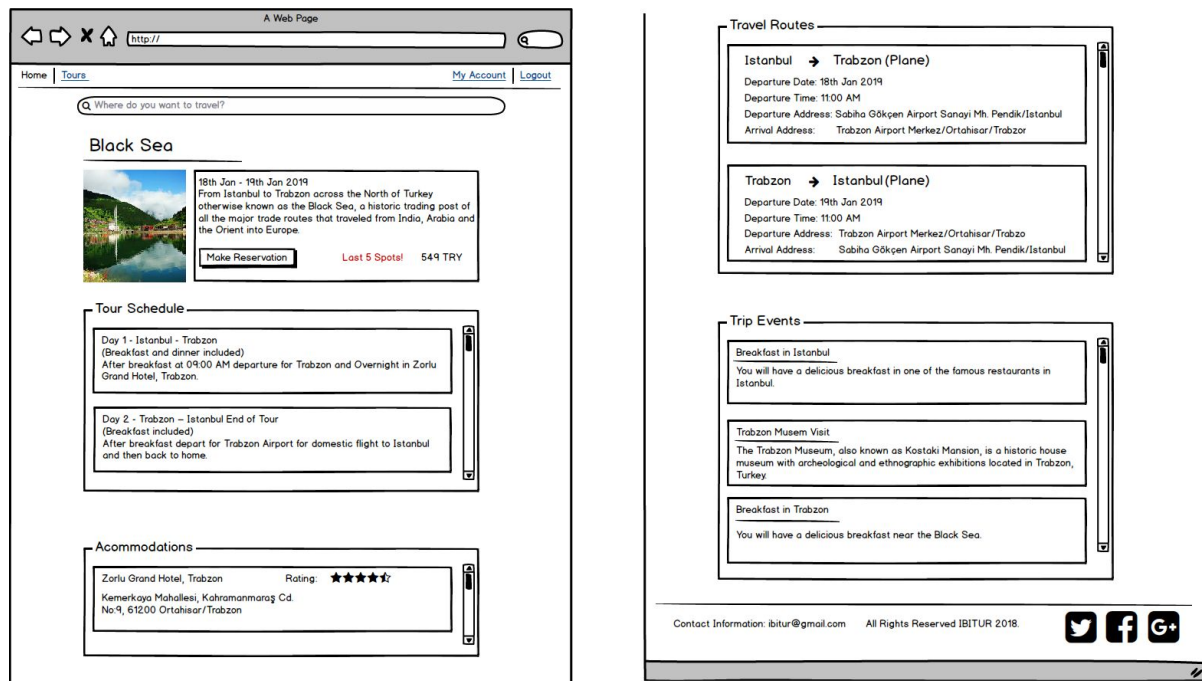 A Web Page
http://
Home Tours My Account Logout
Where do you want to travel?
Black Sea
18th Jan - 19th Jan 2019
From Istanbul to Trabzon across the North of Turkey
otherwise known as the Black Sea, a historic trading post of
all the major trade routes that traveled from India, Arabia and
the Orient into Europe.
Make Reservation Last 5 Spots! 549 TRY
Tour Schedule
Day 1 - Istanbul - Trabzon
(Breakfast and dinner included)
After breakfast at 09:00 AM departure for Trabzon and Overnight in Zorlu
Grand Hotel, Trabzon.
Day 2 - Trabzon – Istanbul End of Tour
(Breakfast included)
After breakfast depart for Trabzon Airport for domestic flight to Istanbul
and then back to home.
Acommodations
Zorlu Grand Hotel, Trabzon Rating:
Kemerkaya Mahallesi, Kahramanmaraş Cd.
No:9, 61200 Ortahisar/Trabzon
Travel Routes
Istanbul → Trabzon (Plane)
Departure Date: 18th Jan 2019
Departure Time: 11:00 AM
Departure Address: Sabiha Gökçen Airport Sanayi Mh. Pendik/Istanbul
Arrival Address: Trabzon Airport Merkez/Ortahisar/Trabzor
Trabzon → Istanbul (Plane)
Departure Date: 19th Jan 2019
Departure Time: 11:00 AM
Departure Address: Trabzon Airport Merkez/Ortahisar/Trabzo
Arrival Address: Sabiha Gökçen Airport Sanayi Mh. Pendik/Istanbul
Trip Events
Breakfast in Istanbul
You will have a delicious breakfast in one of the famous restaurants in
Istanbul.
Trabzon Musem Visit
The Trabzon Museum, also known as Kostaki Mansion, is a historic house
museum with archeological and ethnographic exhibitions located in Trabzon,
Turkey.
Breakfast in Trabzon
You will have a delicious breakfast near the Black Sea.
Contact Information: ibitur@gmail.com All Rights Reserved IBITUR 2018.
G+